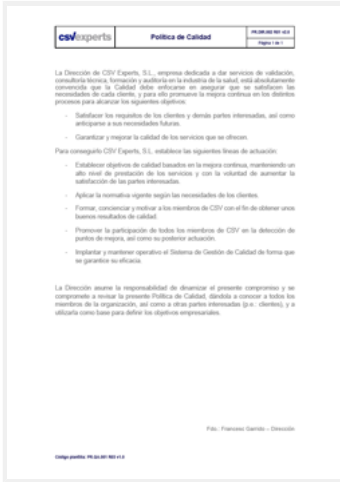 csvexperts
Política de Calidad
Página 1 de 1
La Dirección de CSV Experts, S.L., empresa dedicada a dar servicios de validación,
consultoría técnica, formación y auditoría en la industria de la salud, está absolutamente
convencida que la Calidad debe enfocarse en asegurar que se satisfacen las
necesidades de cada cliente, y para ello promueve la mejora continua en los distintos
procesos para alcanzar los siguientes objetivos:
- Satisfacer los requisitos de los clientes y demás partes interesadas, así como
anticiparse a sus necesidades futuras.
- Garantizar y mejorar la calidad de los servicios que se ofrecen.
Para conseguirlo CSV Experts, S.L. establece las siguientes líneas de actuación:
- Establecer objetivos de calidad basados en la mejora continua, manteniendo un
alto nivel de prestación de los servicios y con la voluntad de aumentar la
satisfacción de las partes interesadas.
- Aplicar la normativa vigente según las necesidades de los clientes.
- Formar, concienciar y motivar a los miembros de CSV con el fin de obtener unos
buenos resultados de calidad.
- Promover la participación de todos los miembros de CSV en la detección de
puntos de mejora, así como su posterior actuación.
- Implantar y mantener operativo el Sistema de Gestión de Calidad de forma que
se garantice su eficacia.
La Dirección asume la responsabilidad de dinamizar el presente compromiso y se
compromete a revisar la presente Política de Calidad, dándola a conocer a todos los
miembros de la organización, así como a otras partes interesadas (p.e.: clientes), y a
utilizarla como base para definir los objetivos empresariales.
Fdo.: Francesc Garrido – Dirección
Código plantilla: PR.QA.001 R03 v1.0